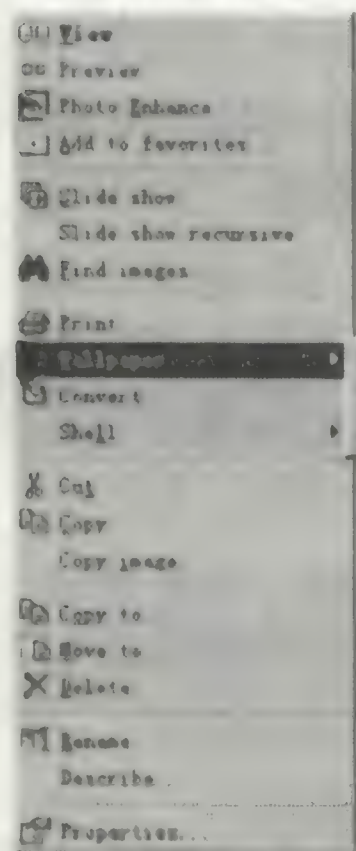 View
Preview
Photo Enhance
Add to favorites
Slide show
Slide show recursive
Find images
Print
Wallpaper
Convert
Shell
Cut
Copy
Copy image
Copy to
Move to
Delete
Rename
Describe..
Properties...